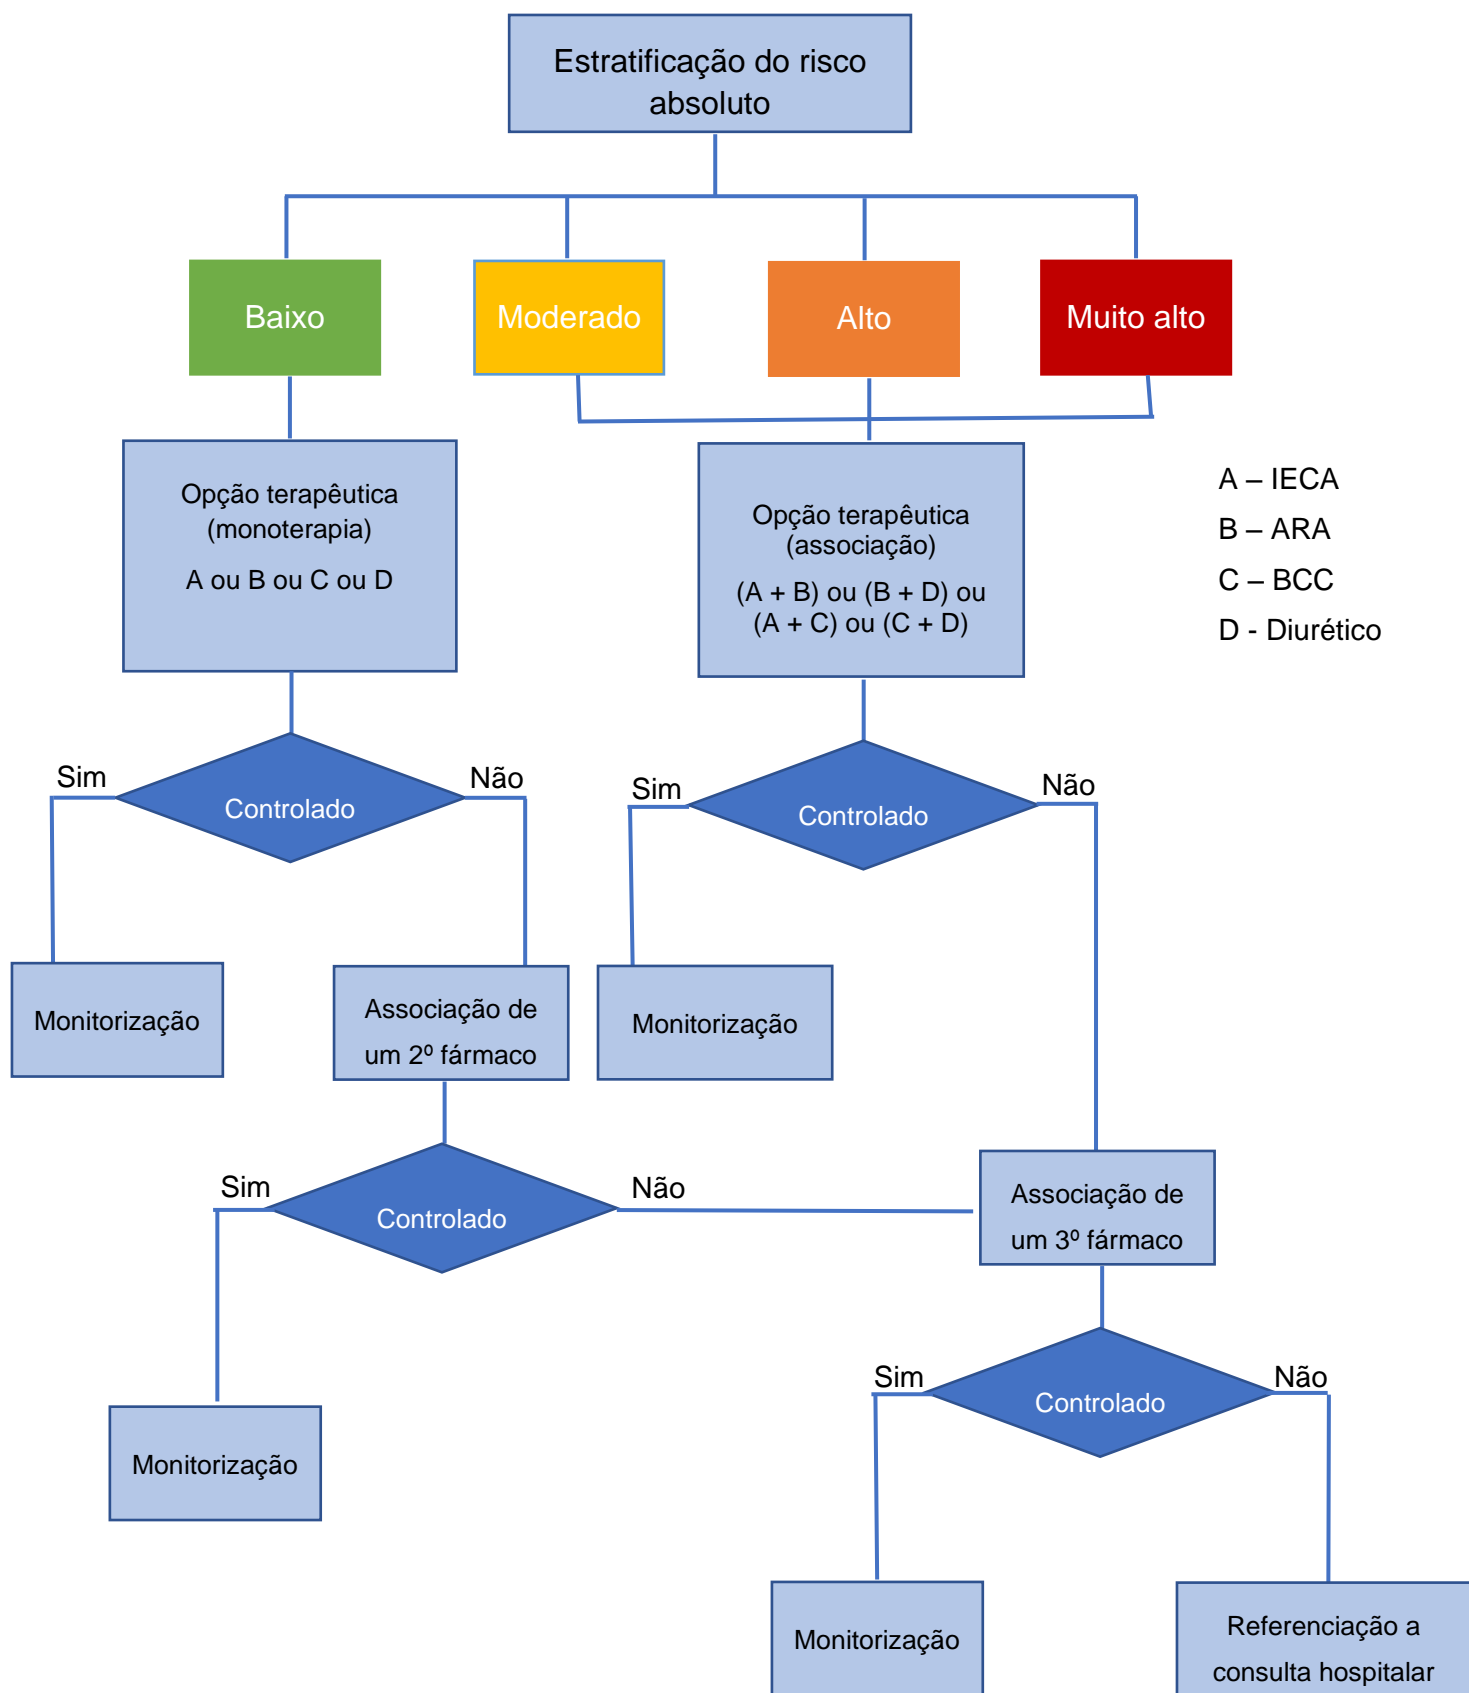 Estratificação do risco
absoluto
Baixo
Moderado
Alto
Muito alto
Opção terapêutica
(monoterapia)
A ou B ou C ou D
Opção terapêutica
(associação)
(A + B) ou (B + D) ou
(A + C) ou (C + D)
A – IECA
B – ARA
C – BCC
D - Diurético
Sim
Controlado
Não
Sim
Controlado
Não
Monitorização
Associação de
um 2º fármaco
Monitorização
Sim
Controlado
Não
Associação de
um 3º fármaco
Monitorização
Sim
Controlado
Não
Monitorização
Referenciação a
consulta hospitalar